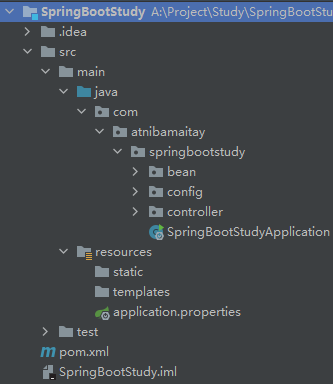 SpringBootStudy A:\Project\Study\SpringBootStu
.idea
src
main
java
com
atnibamaitay
springbootstudy
bean
config
controller
SpringBootStudyApplication
resources
static
templates
application.properties
test
pom.xml
SpringBootStudy.iml